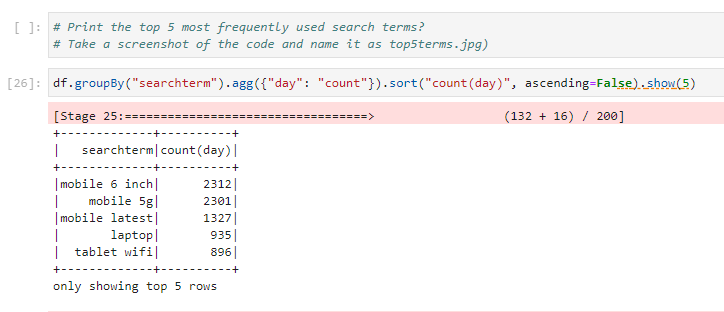 [ ]: # Print the top 5 most frequently used search terms?
# Take a screenshot of the code and name it as top5terms.jpg)
[26]: df.groupBy("searchterm").agg({"day": "count"}).sort("count(day)", ascending=False).show(5)
[Stage 25:==================================>                  (132 + 16) / 200]
+-------------+----------+
|   searchterm|count(day)|
+-------------+----------+
|mobile 6 inch|      2312|
|    mobile 5g|      2301|
|mobile latest|      1327|
|       laptop|       935|
|  tablet wifi|       896|
+-------------+----------+
only showing top 5 rows